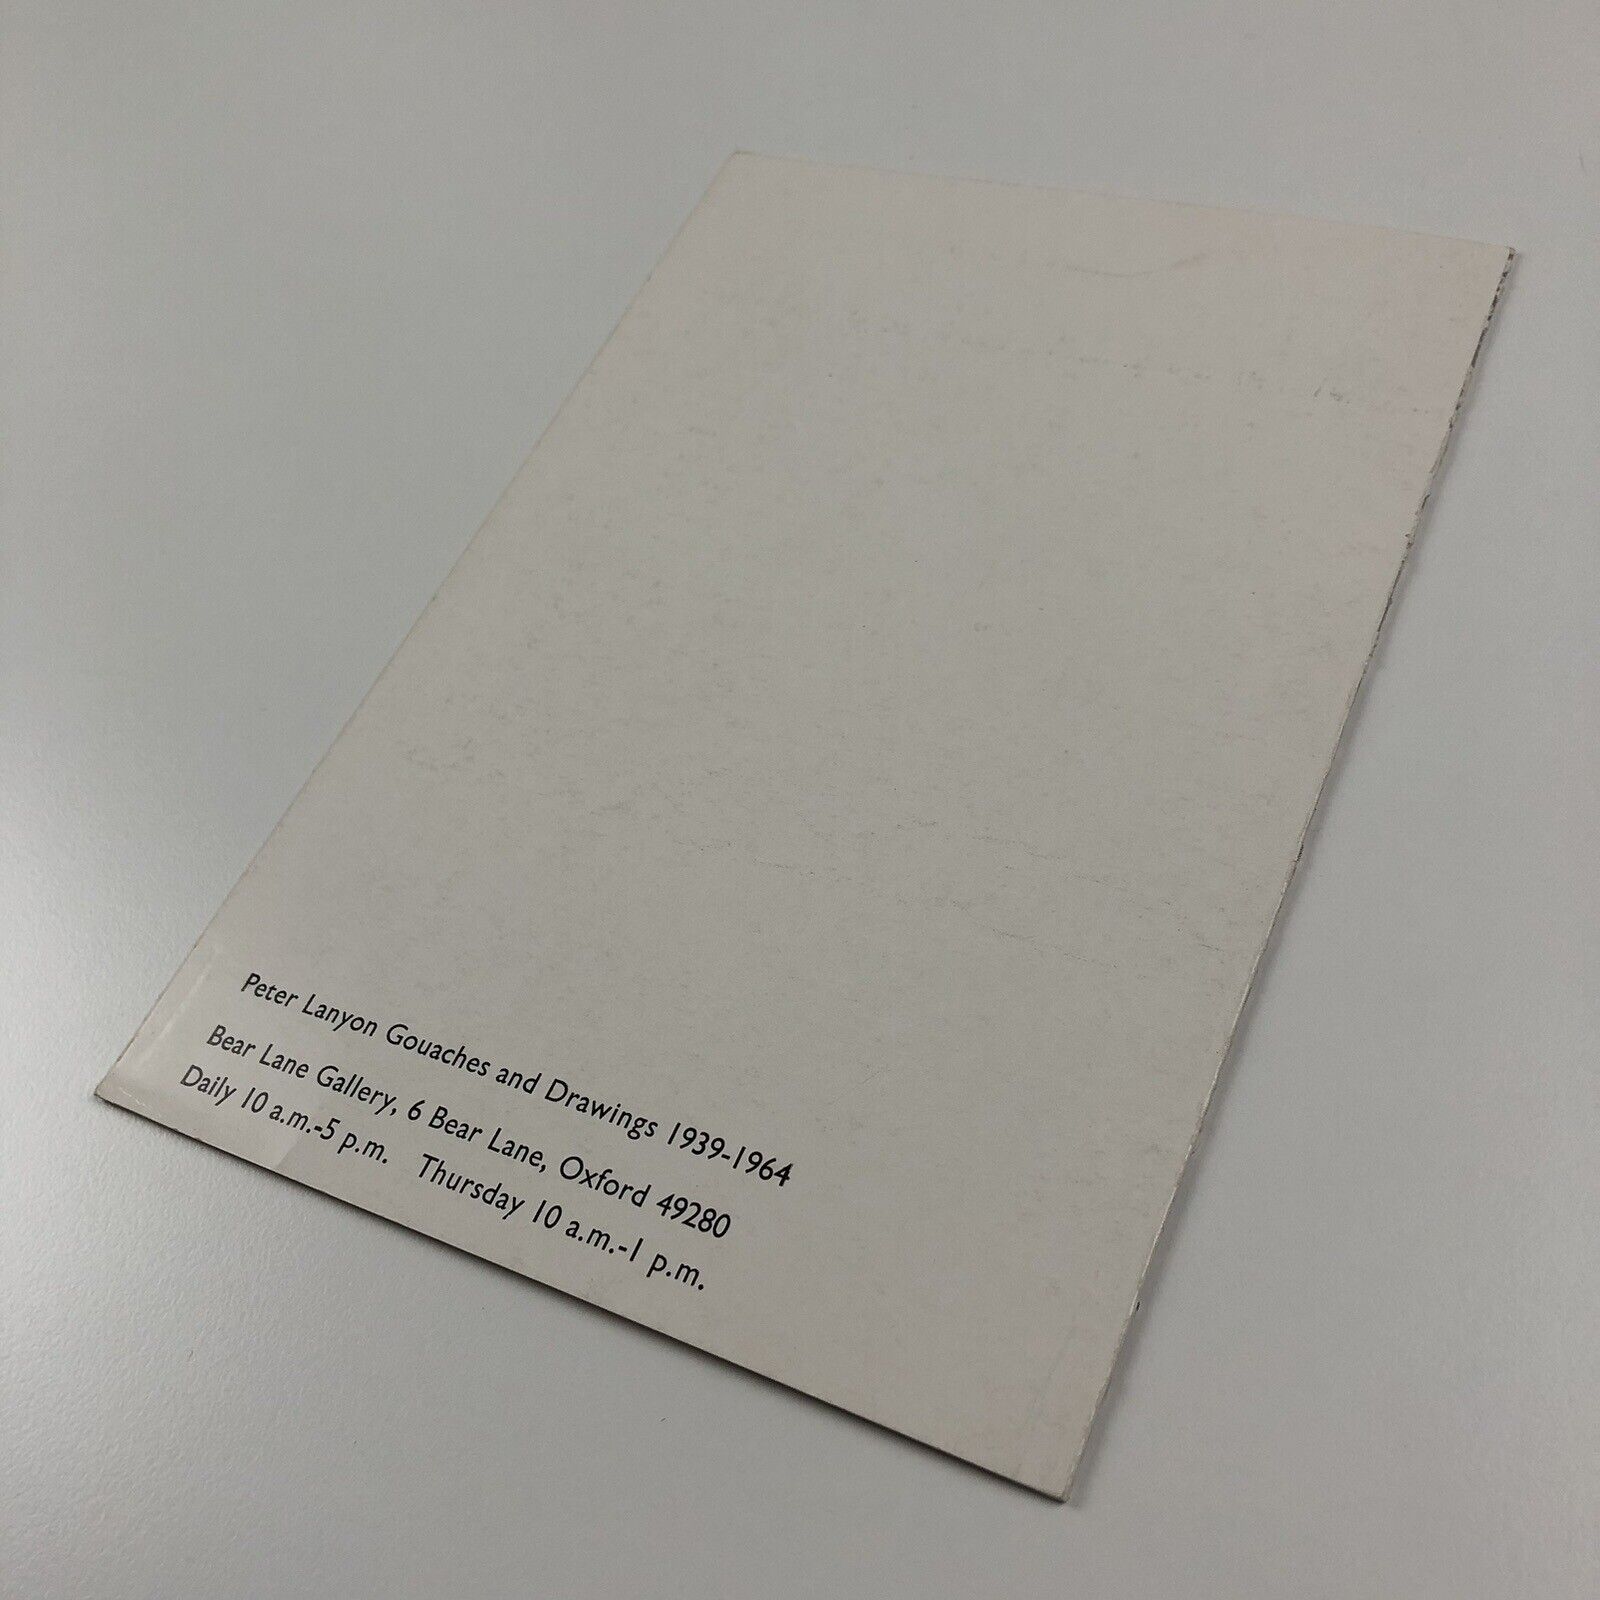 Peter Lanyon Gouaches and Drawings 1939-1964
Bear Lane Gallery, 6 Bear Lane, Oxford 49280
Daily 10 a.m.-5 p.m. Thursday 10 a.m.-1 p.m.